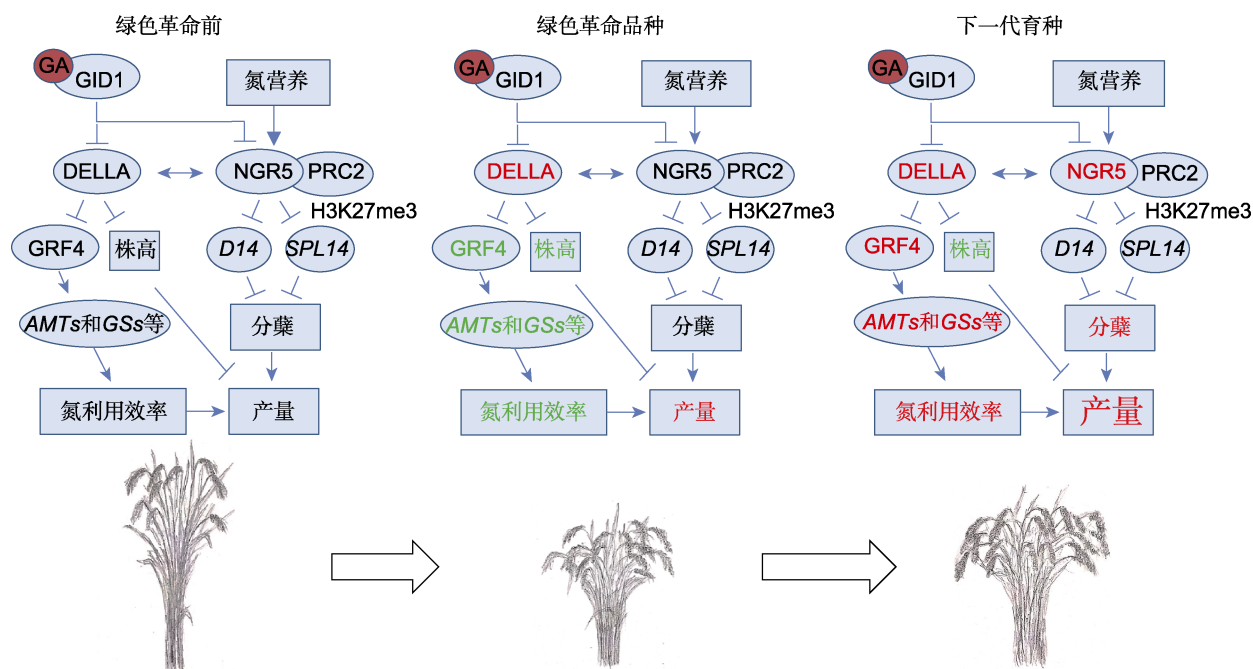 绿色革命前
GA
GID1
氮营养
DELLA
NGR5
PRC2
H3K27me3
GRF4
株高
D14
SPL14
AMTs和GSs等
分蘖
氮利用效率
产量
绿色革命品种
GA
GID1
氮营养
DELLA
NGR5
PRC2
H3K27me3
GRF4
株高
D14
SPL14
AMTs和GSs等
分蘖
氮利用效率
产量
下一代育种
GA
GID1
氮营养
DELLA
NGR5
PRC2
H3K27me3
GRF4
株高
D14
SPL14
AMTs和GSs等
分蘖
氮利用效率
产量